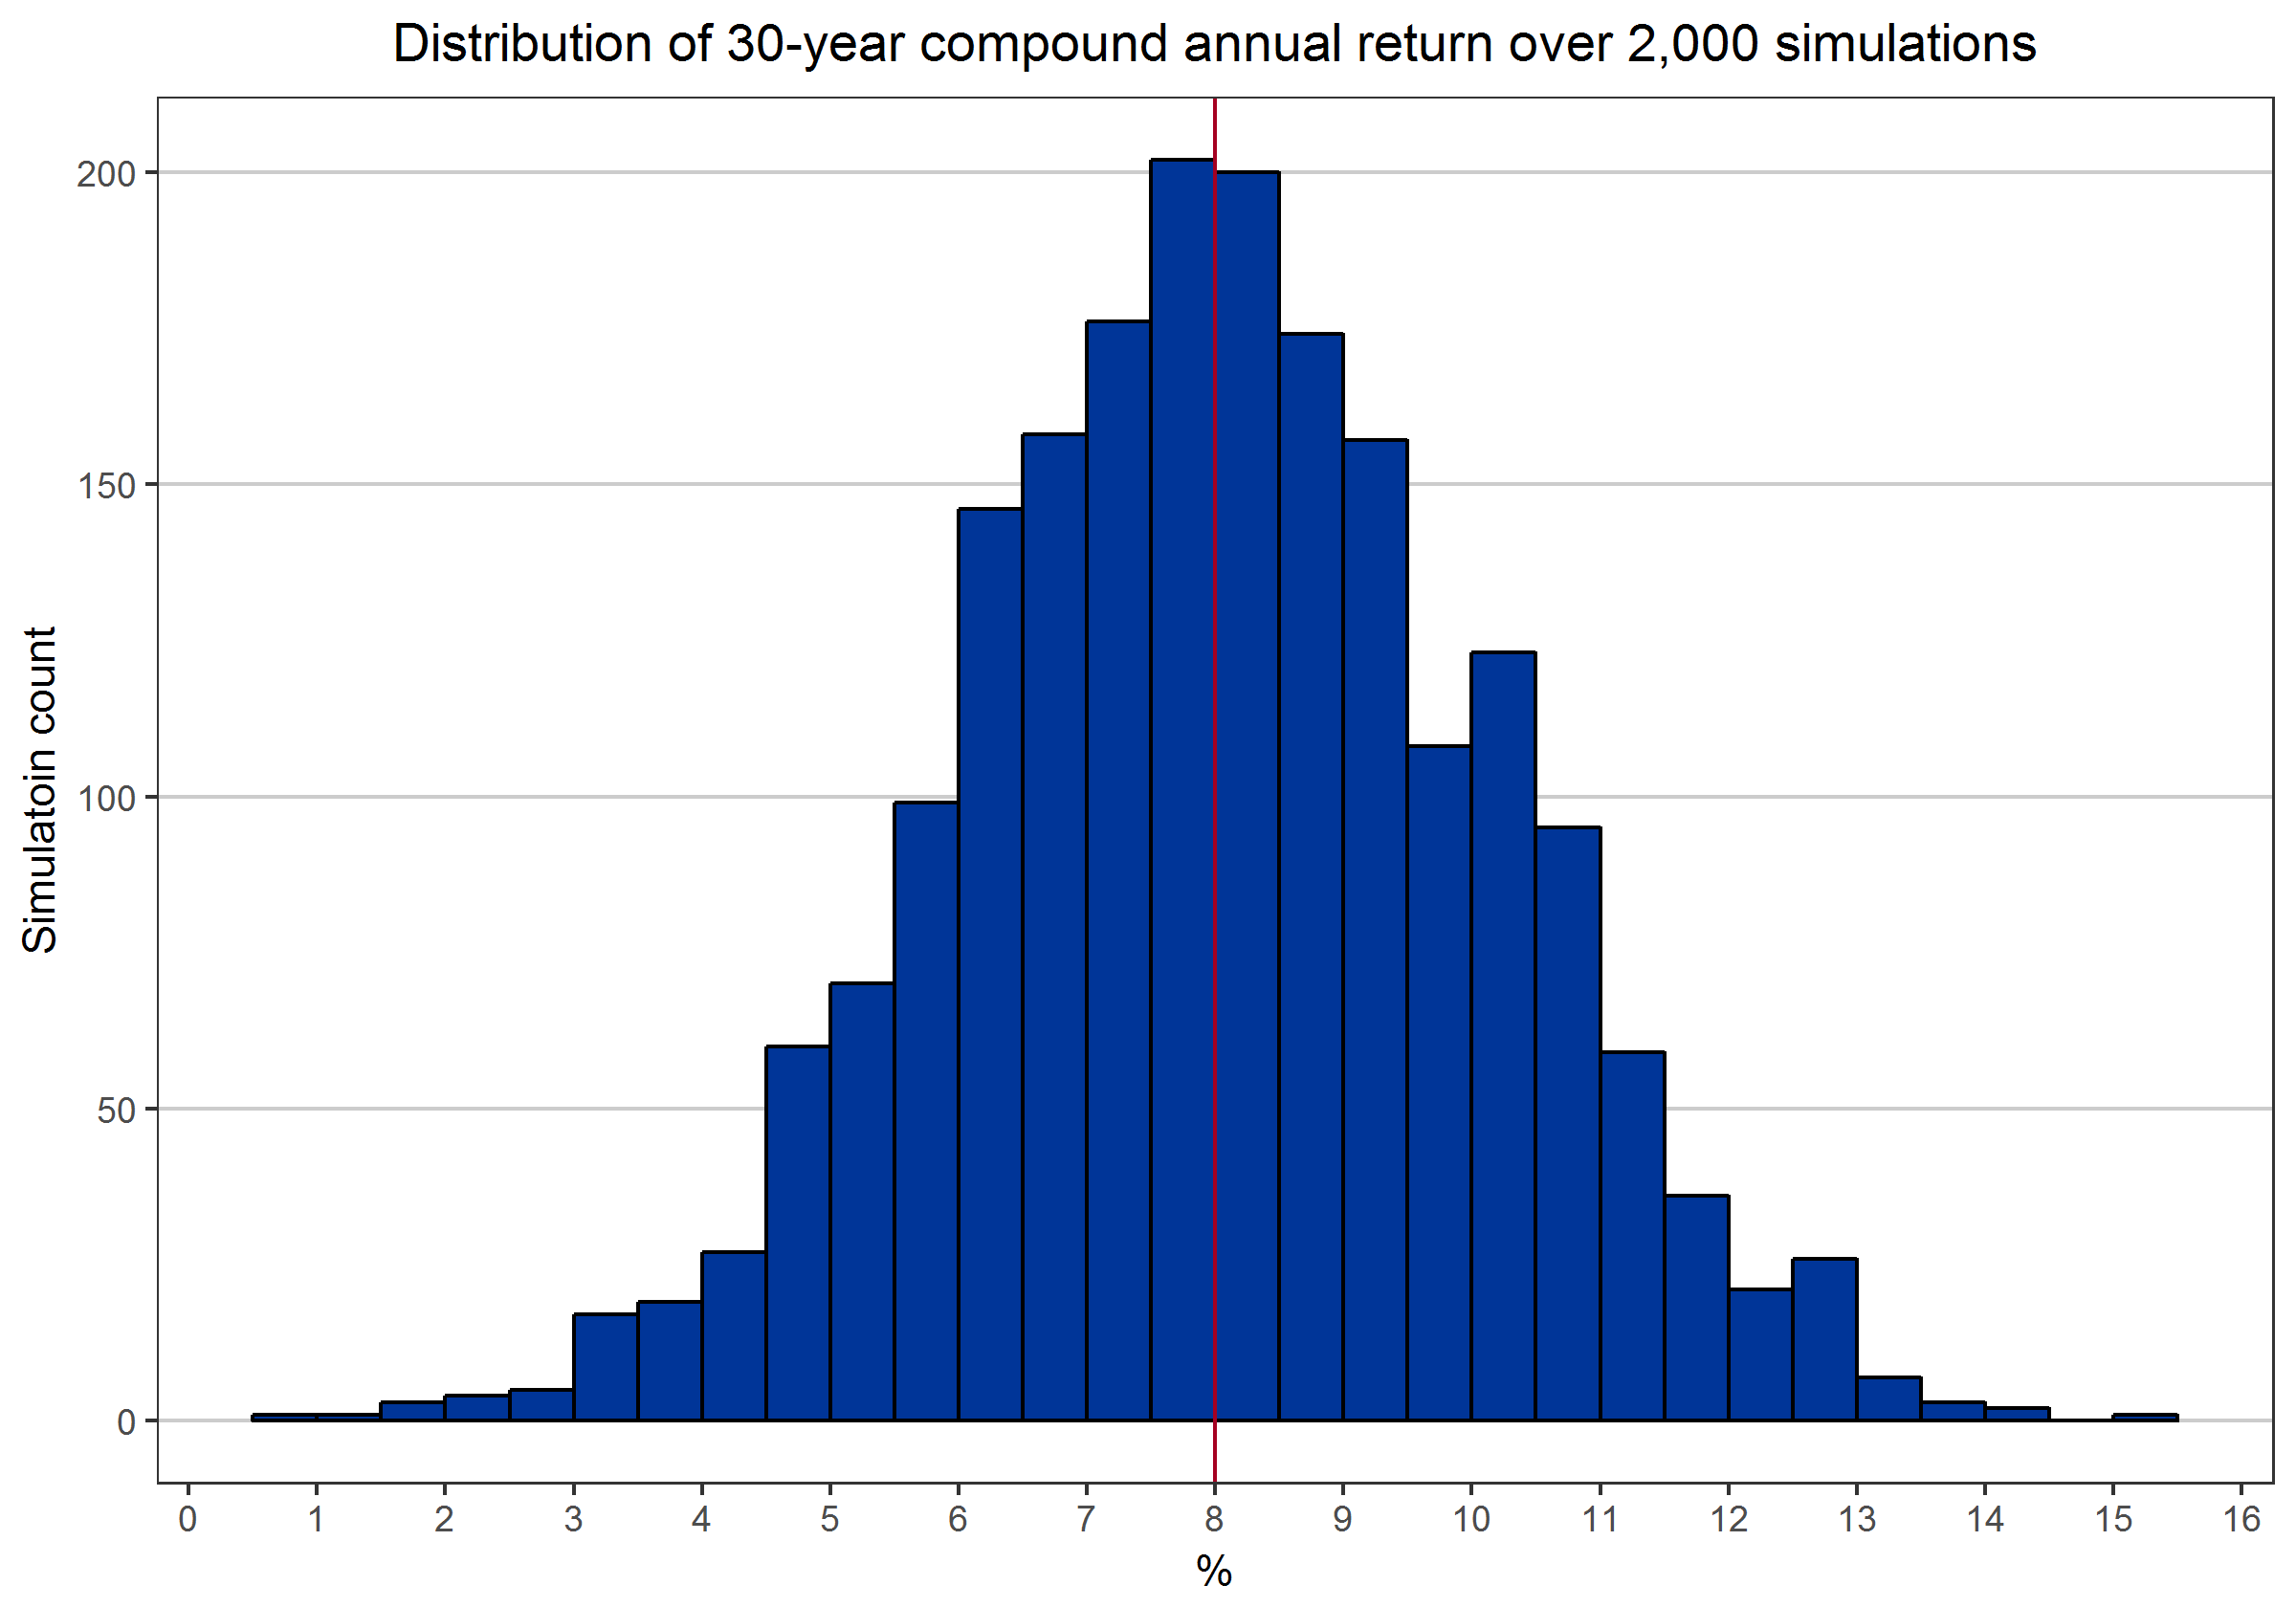 Distribution of 30-year compound annual return over 2,000 simulations
Simulatoin count
200
150
100
50
0
0 1 2 3 4 5 6 7 8 9 10 11 12 13 14 15 16
%